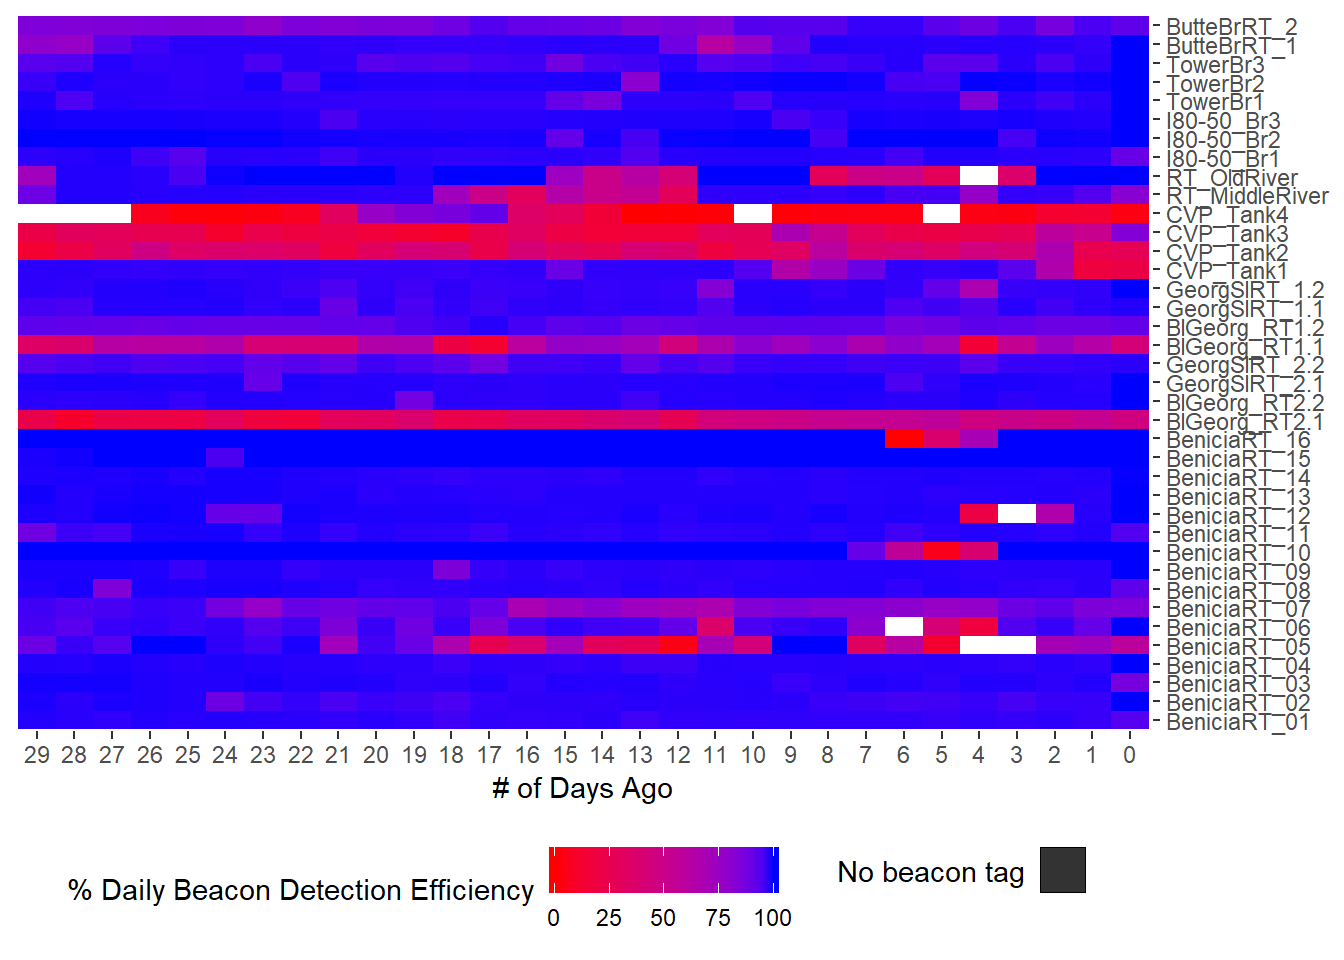 ButteBrRT_2
ButteBrRT_1
TowerBr3
TowerBr2
TowerBr1
I80-50_Br3
I80-50_Br2
I80-50_Br1
RT_OldRiver
RT_MiddleRiver
CVP_Tank4
CVP_Tank3
CVP_Tank2
CVP_Tank1
GeorgSlRT_1.2
GeorgSlRT_1.1
BlGeorg_RT1.2
BlGeorg_RT1.1
GeorgSlRT_2.2
GeorgSlRT_2.1
BlGeorg_RT2.2
BlGeorg_RT2.1
BeniciaRT_16
BeniciaRT_15
BeniciaRT_14
BeniciaRT_13
BeniciaRT_12
BeniciaRT_11
BeniciaRT_10
BeniciaRT_09
BeniciaRT_08
BeniciaRT_07
BeniciaRT_06
BeniciaRT_05
BeniciaRT_04
BeniciaRT_03
BeniciaRT_02
BeniciaRT_01
29 28 27 26 25 24 23 22 21 20 19 18 17 16 15 14 13 12 11 10 9 8 7 6 5 4 3 2 1 0
# of Days Ago
% Daily Beacon Detection Efficiency
0 25 50 75 100
No beacon tag